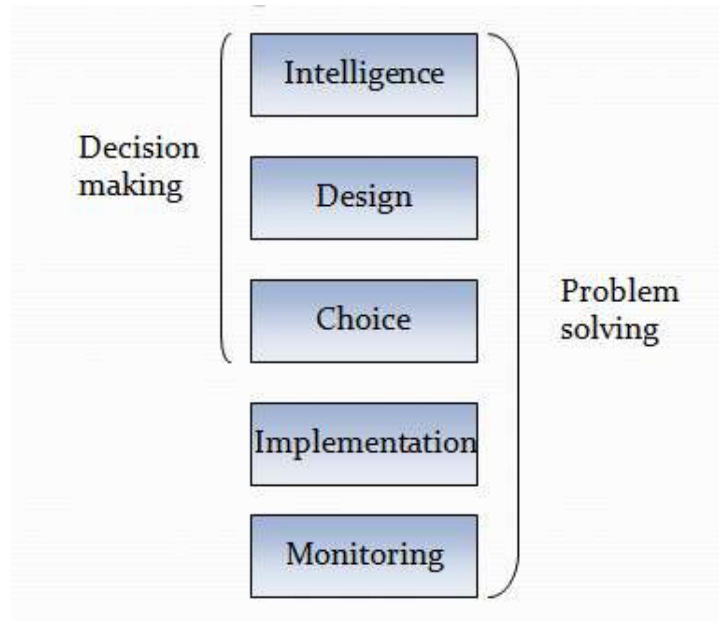 Intelligence
Decision
making
Design
Choice
Problem
solving
Implementation
Monitoring